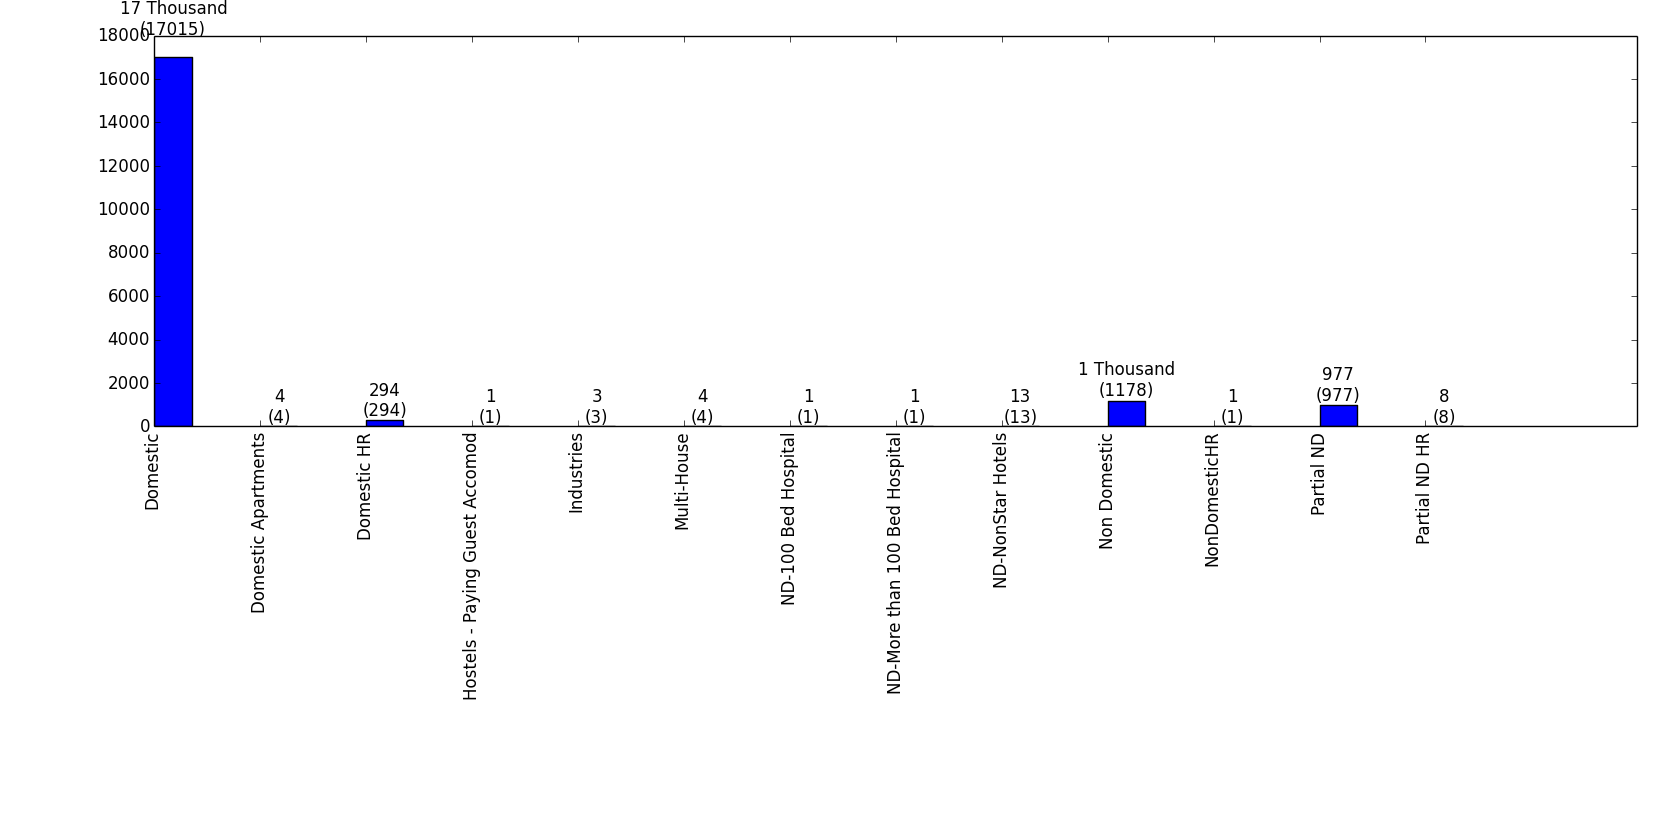 17 Thousand
(17015)
18000
16000
14000
12000
10000
8000
6000
4000
2000
0
4
(4)
294
(294)
1
(1)
3
(3)
4
(4)
1
(1)
1
(1)
13
(13)
1 Thousand
(1178)
1
(1)
977
(977)
8
(8)
Domestic
Domestic Apartments
Domestic HR
Hostels - Paying Guest Accomod
Industries
Multi-House
ND-100 Bed Hospital
ND-More than 100 Bed Hospital
ND-NonStar Hotels
Non Domestic
NonDomesticHR
Partial ND
Partial ND HR